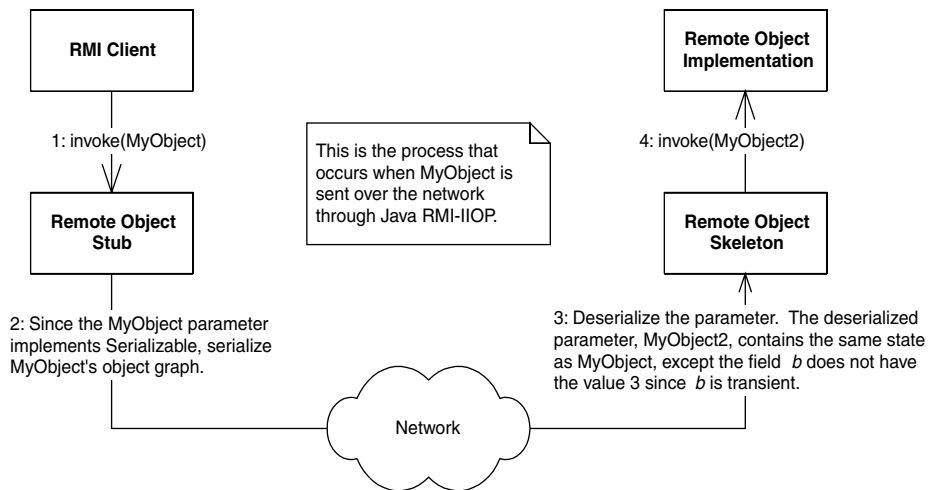 RMI Client
1: invoke(MyObject)
Remote Object
Stub
2: Since the MyObject parameter
implements Serializable, serialize
MyObject's object graph.
This is the process that
occurs when MyObject is
sent over the network
through Java RMI-IIOP.
Network
Remote Object
Implementation
4: invoke(MyObject2)
Remote Object
Skeleton
3: Deserialize the parameter. The deserialized
parameter, MyObject2, contains the same state
as MyObject, except the field b does not have
the value 3 since b is transient.